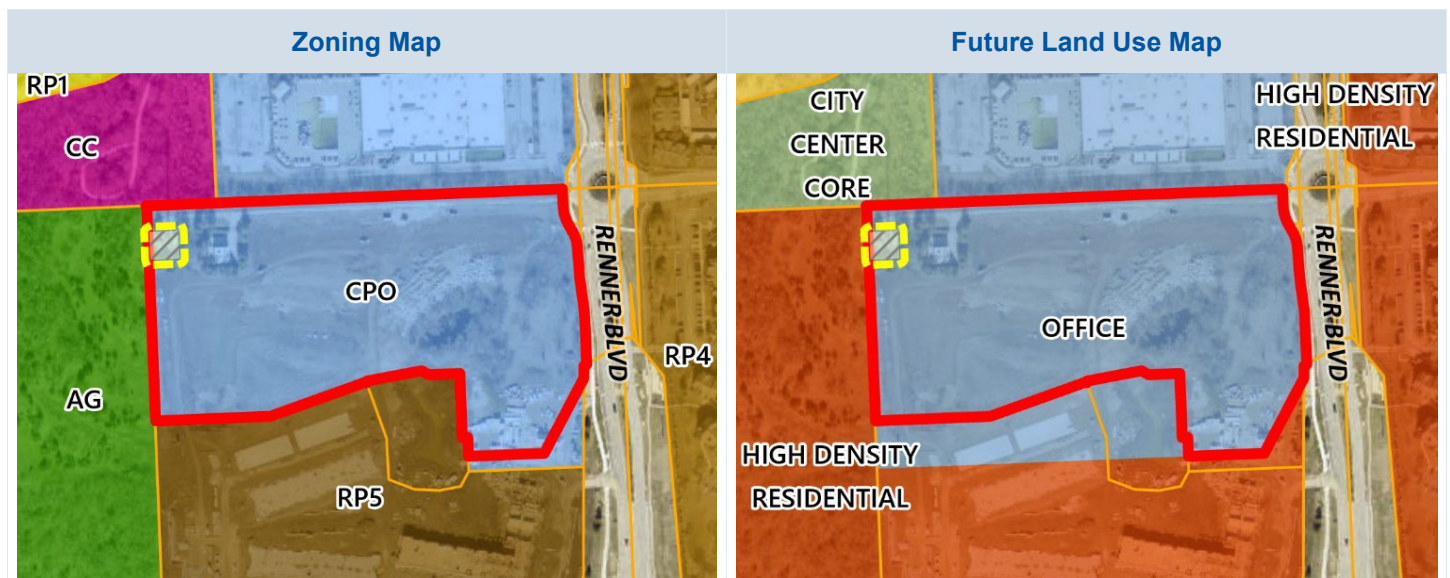 Zoning Map
RP1
CC
CPO
RENNER BLVD
RP4
AG
RP5
Future Land Use Map
CITY
CENTER
CORE
HIGH DENSITY
RESIDENTIAL
OFFICE
RENNER BLVD
HIGH DENSITY
RESIDENTIAL